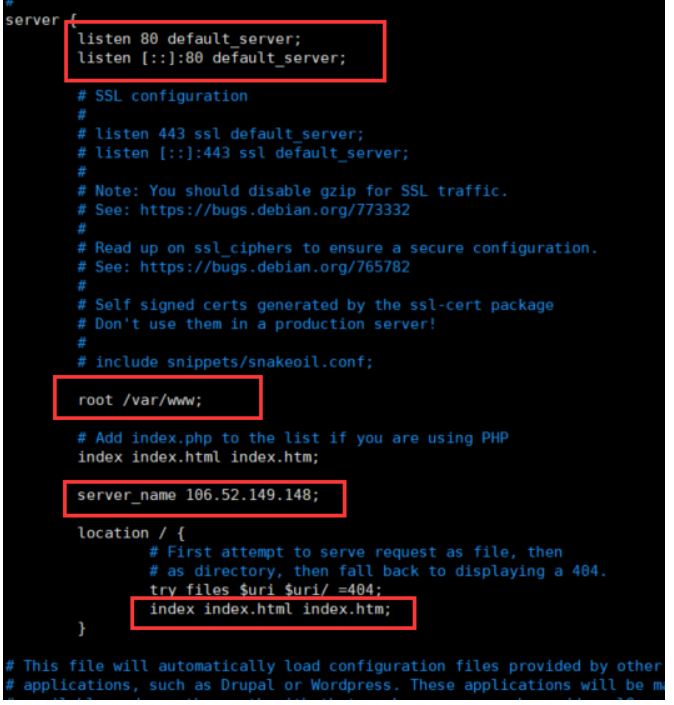 #
server {
listen 80 default_server;
listen [::]:80 default_server;
# SSL configuration
#
# listen 443 ssl default_server;
# listen [::]:443 ssl default_server;
#
# Note: You should disable gzip for SSL traffic.
# See: https://bugs.debian.org/773332
#
# Read up on ssl_ciphers to ensure a secure configuration.
# See: https://bugs.debian.org/765782
#
# Self signed certs generated by the ssl-cert package
# Don't use them in a production server!
#
# include snippets/snakeoil.conf;
root /var/www;
# Add index.php to the list if you are using PHP
index index.html index.htm;
server_name 106.52.149.148;
location / {
# First attempt to serve request as file, then
# as directory, then fall back to displaying a 404.
try_files $uri $uri/ =404;
index index.html index.htm;
}
# This file will automatically load configuration files provided by other
# applications, such as Drupal or Wordpress. These applications will be